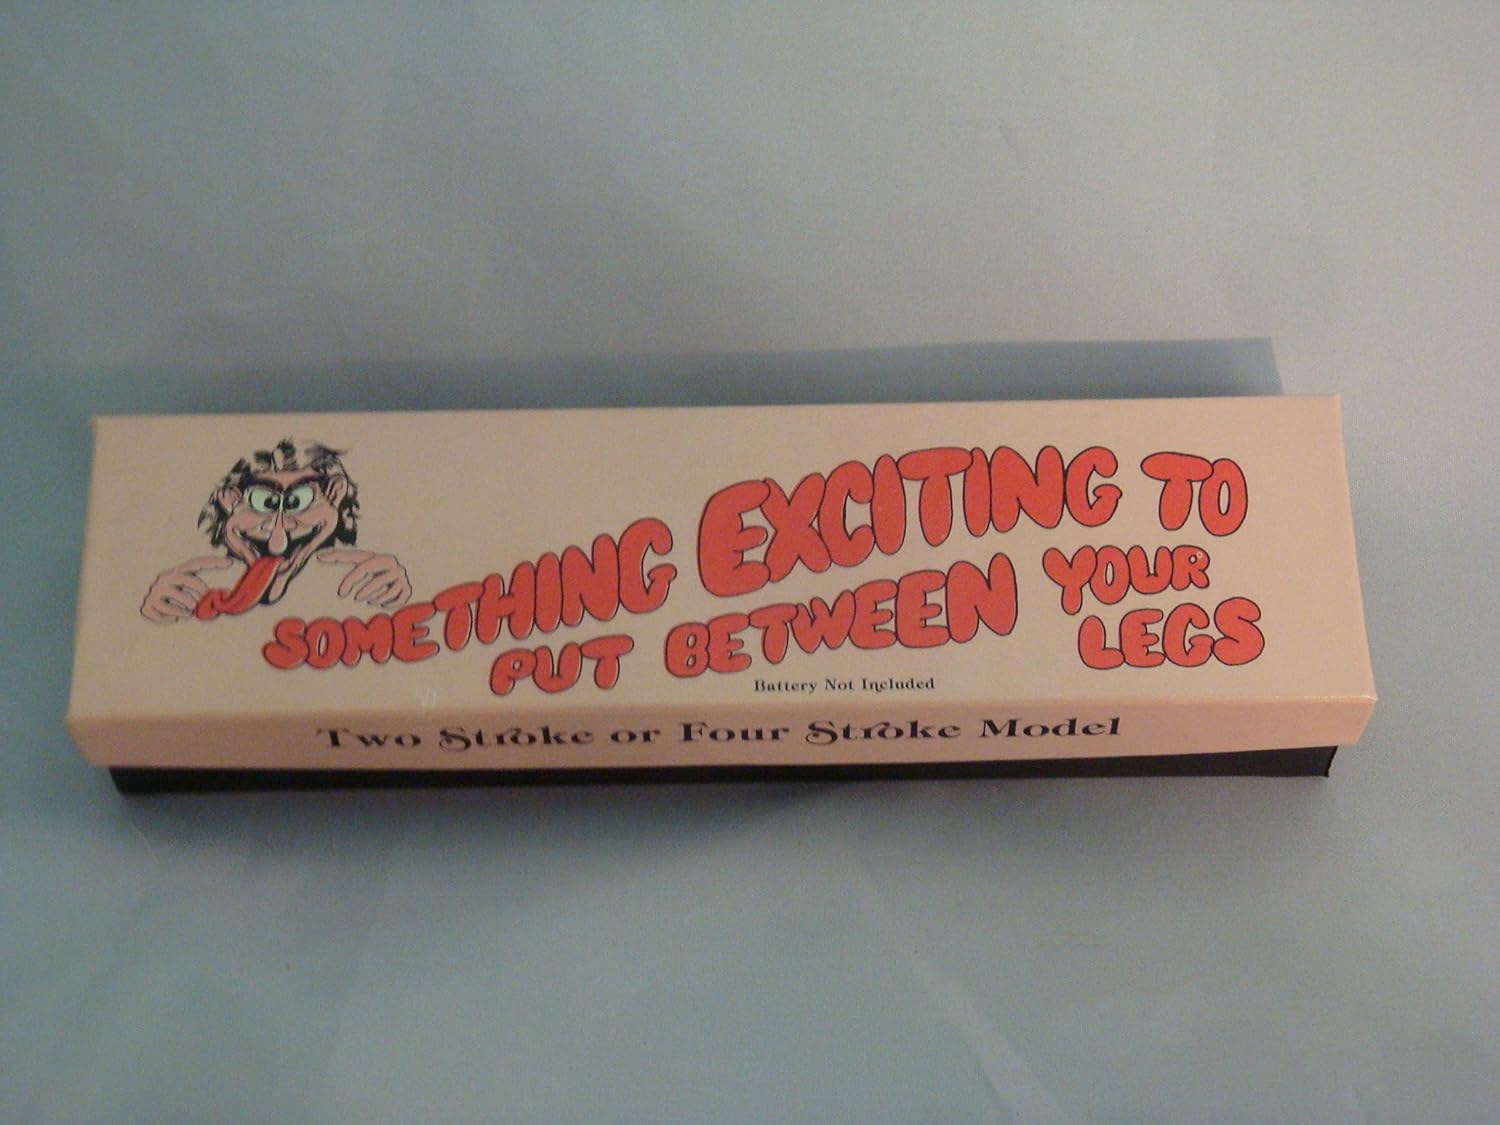 SOMETHING EXCITING TO
PUT BETWEEN YOUR
LEGS
Battery Not Included
Two Stroke or Four Stroke Model